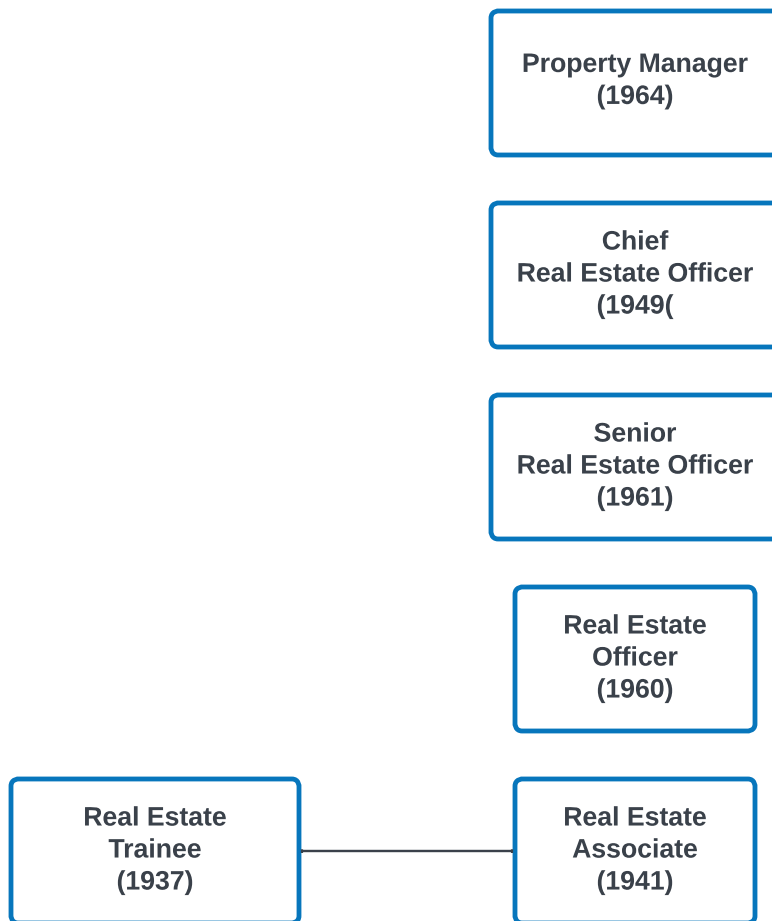 Property Manager
(1964)
Chief
Real Estate Officer
(1949(
Senior
Real Estate Officer
(1961)
Real Estate
Officer
(1960)
Real Estate
Trainee
(1937)
Real Estate
Associate
(1941)